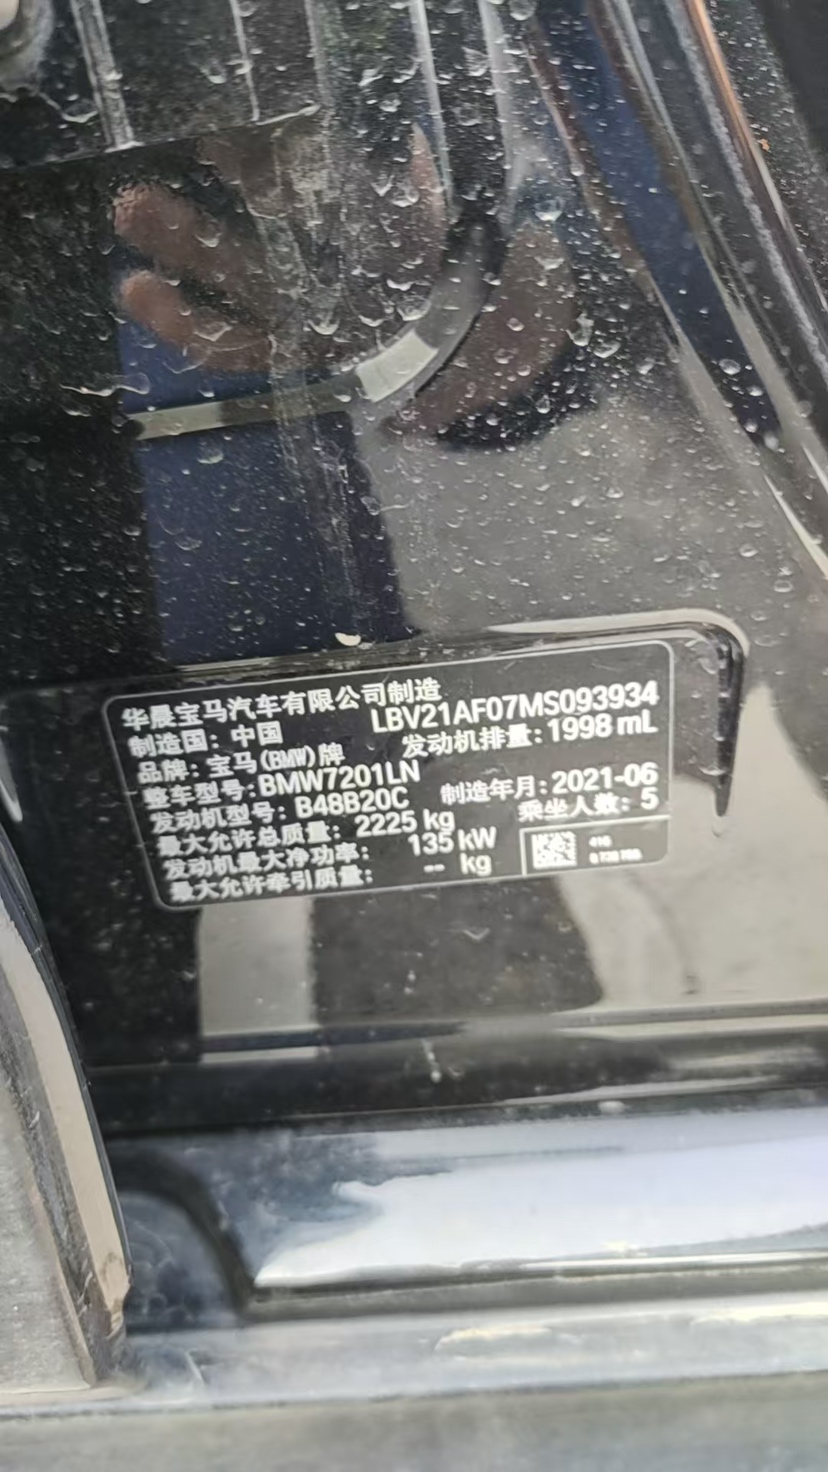 华晨宝马汽车有限公司制造
制造国：中国 LBV21AF07MS093934
品牌：宝马(BMW)牌 发动机排量：1998 mL
整车型号：BMW7201LN
发动机型号：B48B20C 制造年月：2021-06
最大允许总质量：2225 kg 乘坐人数：5
发动机最大净功率：135 kW
最大允许牵引质量：-- kg